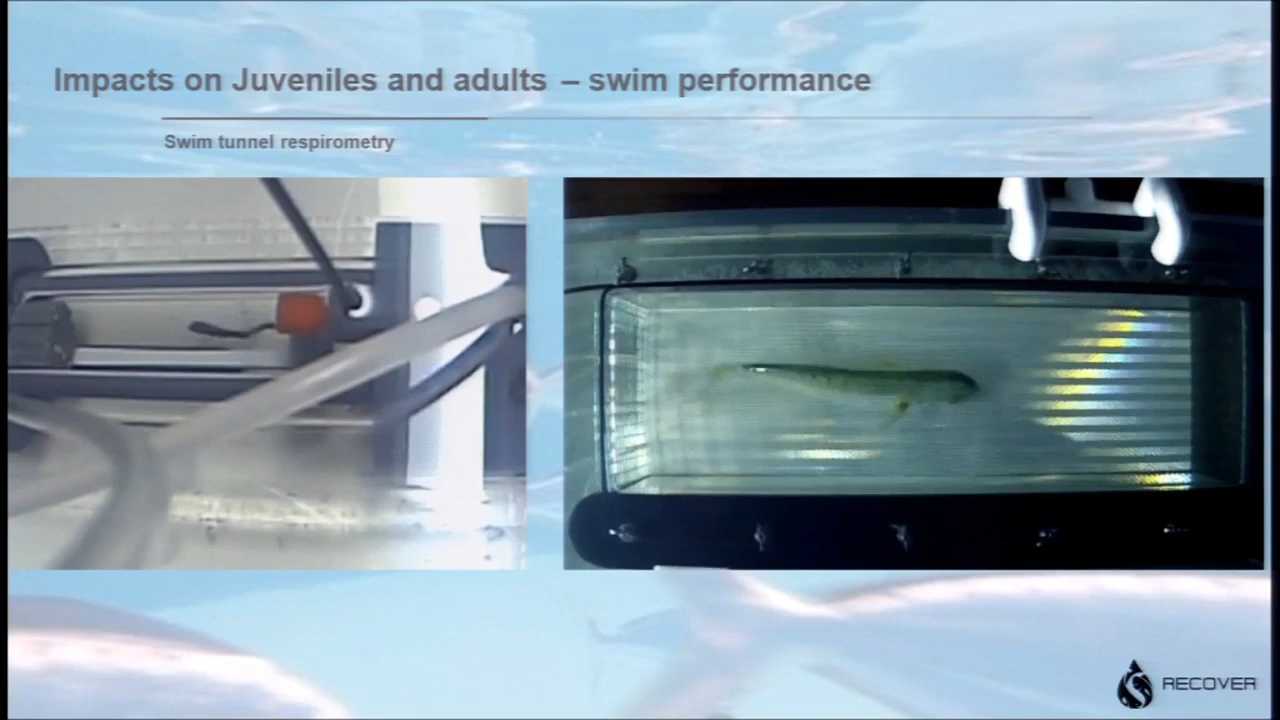 Impacts on Juveniles and adults – swim performance
Swim tunnel respirometry
RECOVER